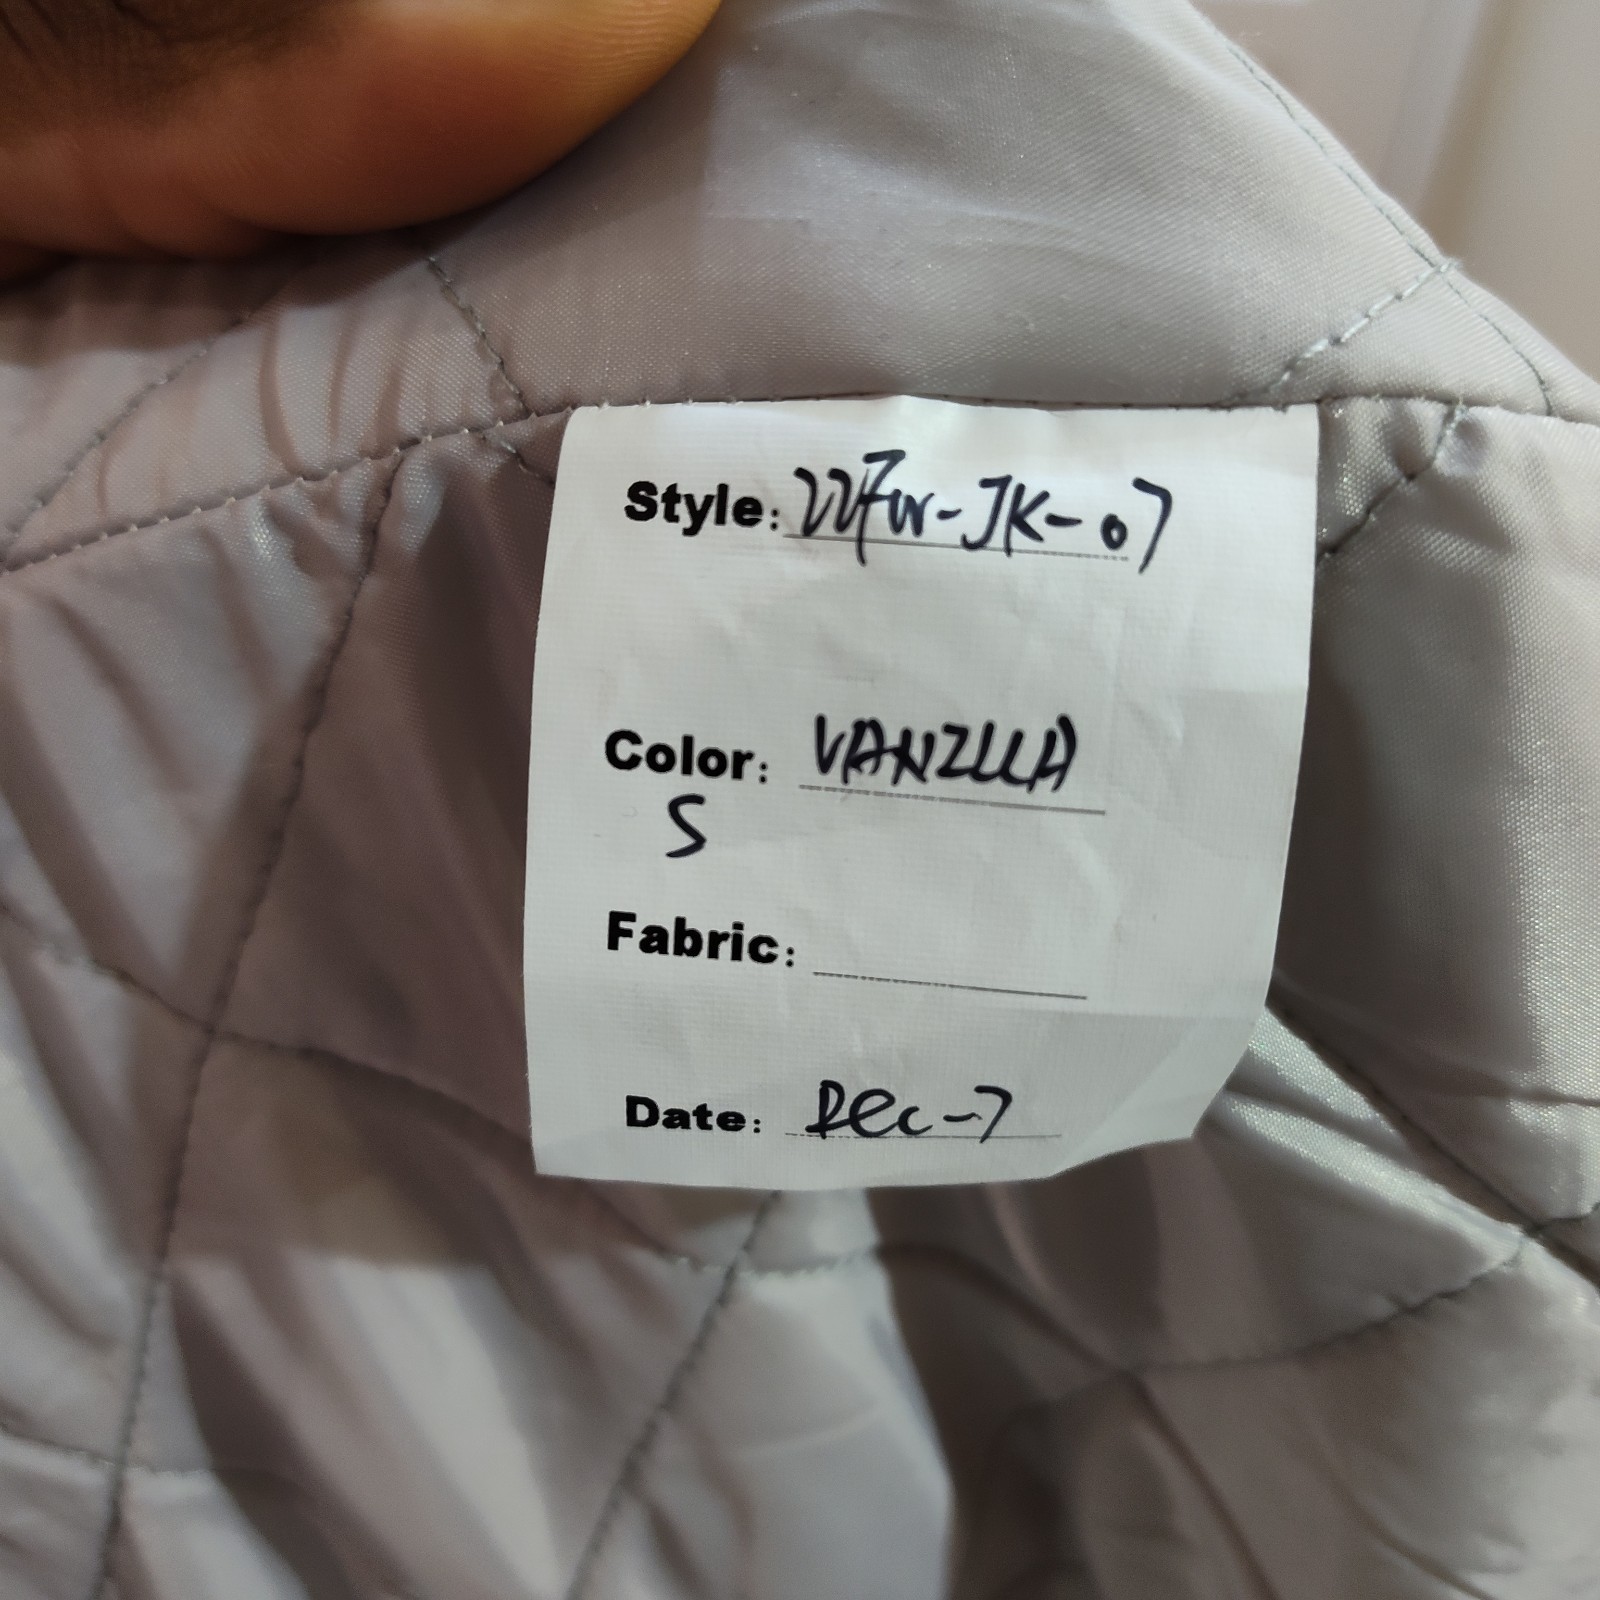 Style: 22FW-JK-07
Color: VANILLA
S
Fabric:
Date: Dec-7